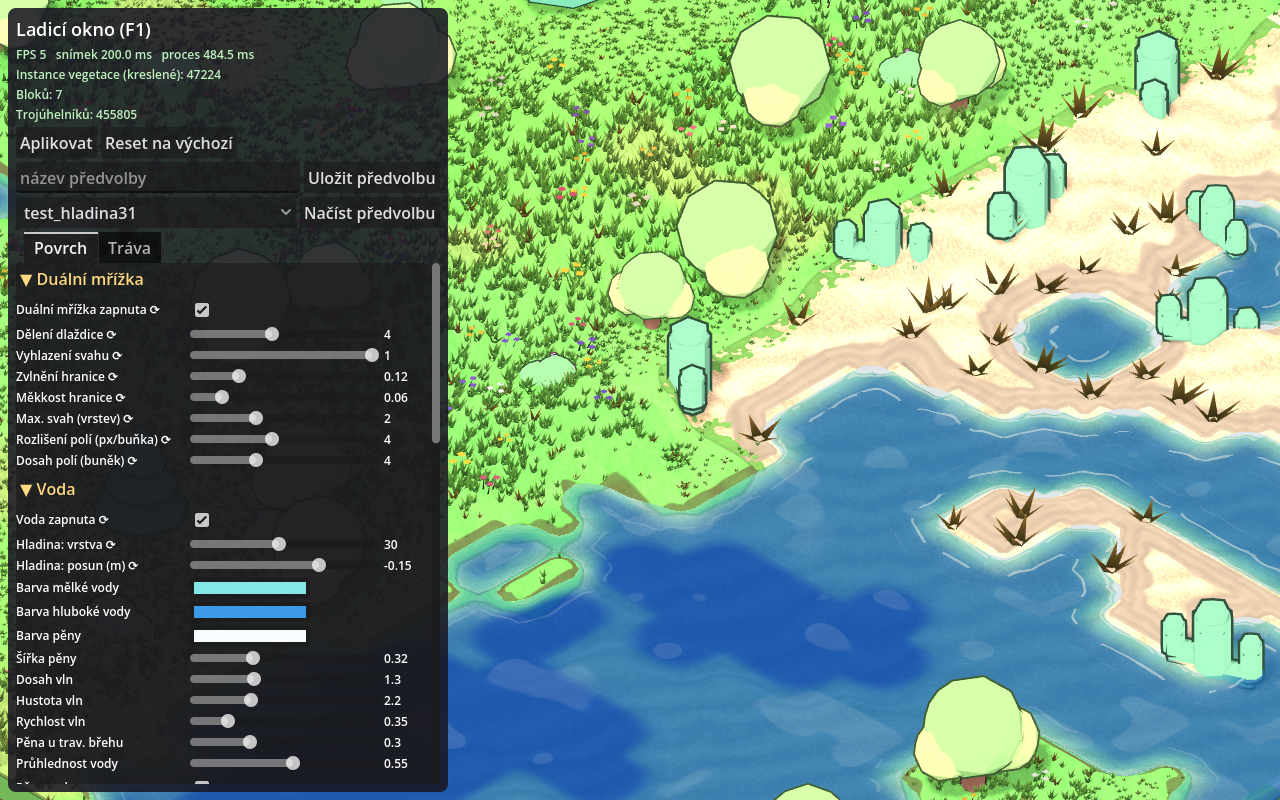 Ladicí okno (F1)
FPS 5 snímek 200.0 ms proces 484.5 ms
Instance vegetace (kreslené): 47224
Bloků: 7
Trojúhelníků: 455805
Aplikovat Reset na výchozí
název předvolby Uložit předvolbu
test_hladina31 Načíst předvolbu
Povrch Tráva
▼ Duální mřížka
Duální mřížka zapnuta ⟳
Dělení dlaždice ⟳ 4
Vyhlazení svahu ⟳ 1
Zvlnění hranice ⟳ 0.12
Měkkost hranice ⟳ 0.06
Max. svah (vrstev) ⟳ 2
Rozlišení polí (px/buňka) ⟳ 4
Dosah polí (buněk) ⟳ 4
▼ Voda
Voda zapnuta ⟳
Hladina: vrstva ⟳ 30
Hladina: posun (m) ⟳ -0.15
Barva mělké vody
Barva hluboké vody
Barva pěny
Šířka pěny 0.32
Dosah vln 1.3
Hustota vln 2.2
Rychlost vln 0.35
Pěna u trav. břehu 0.3
Průhlednost vody 0.55